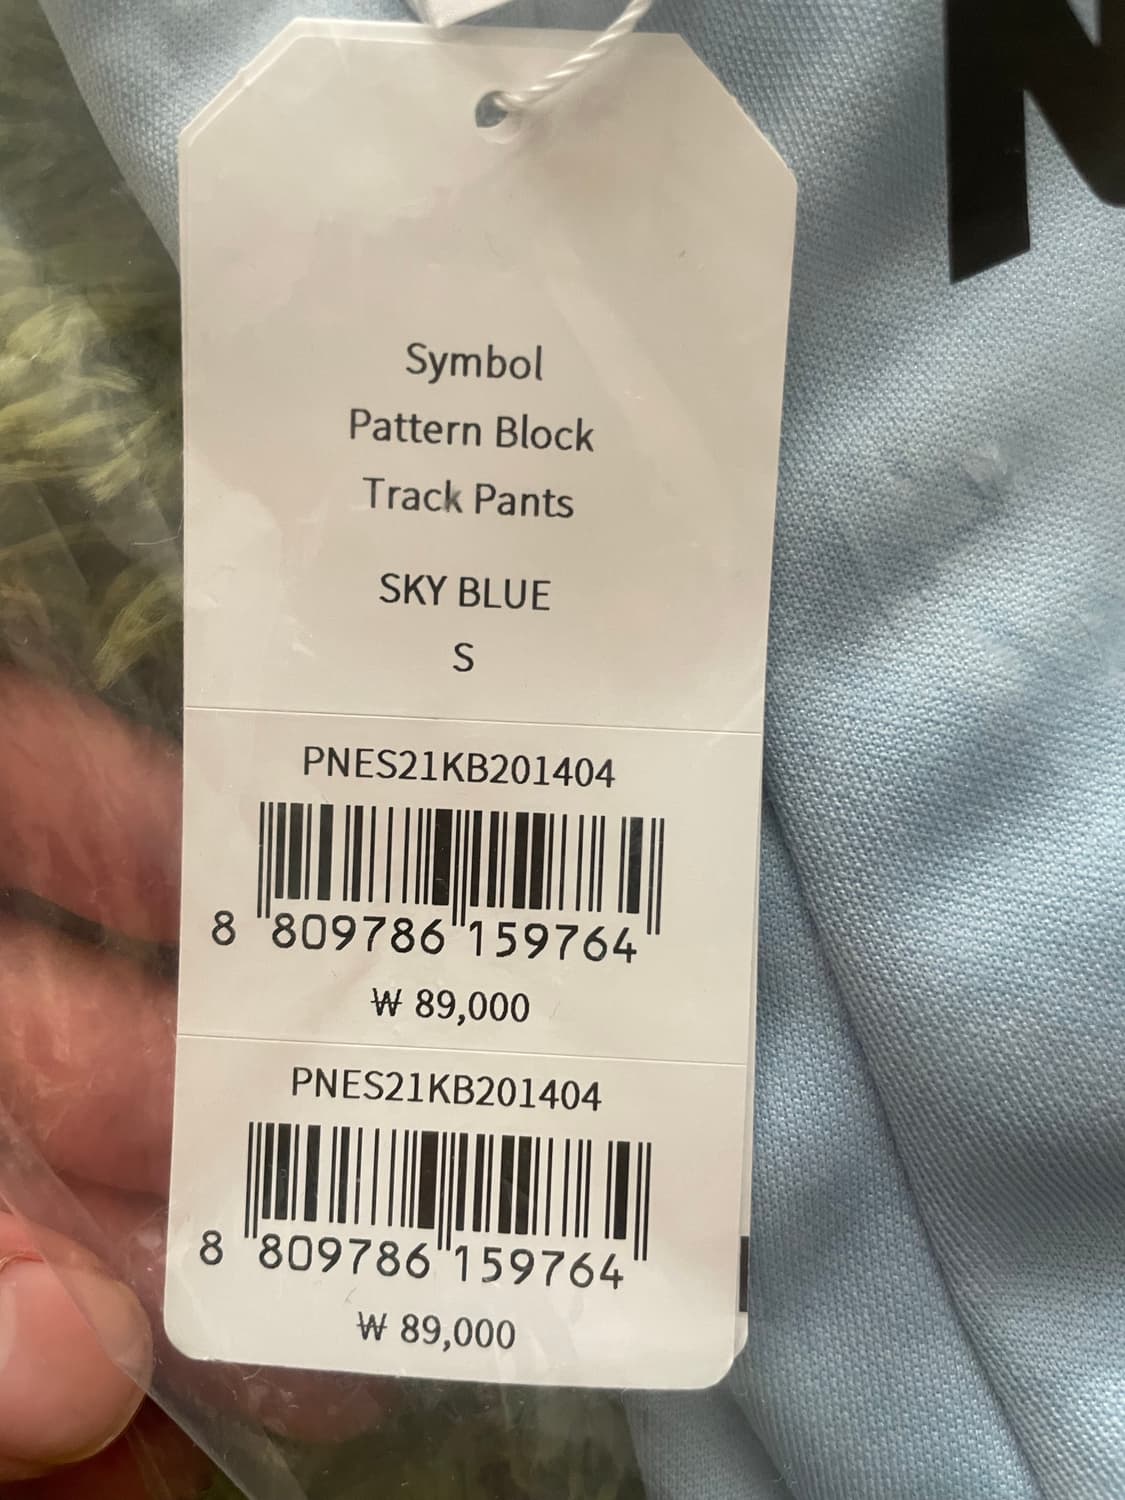 Symbol
Pattern Block
Track Pants
SKY BLUE
S
PNES21KB201404
8 809786 159764
₩ 89,000
PNES21KB201404
8 809786 159764
₩ 89,000